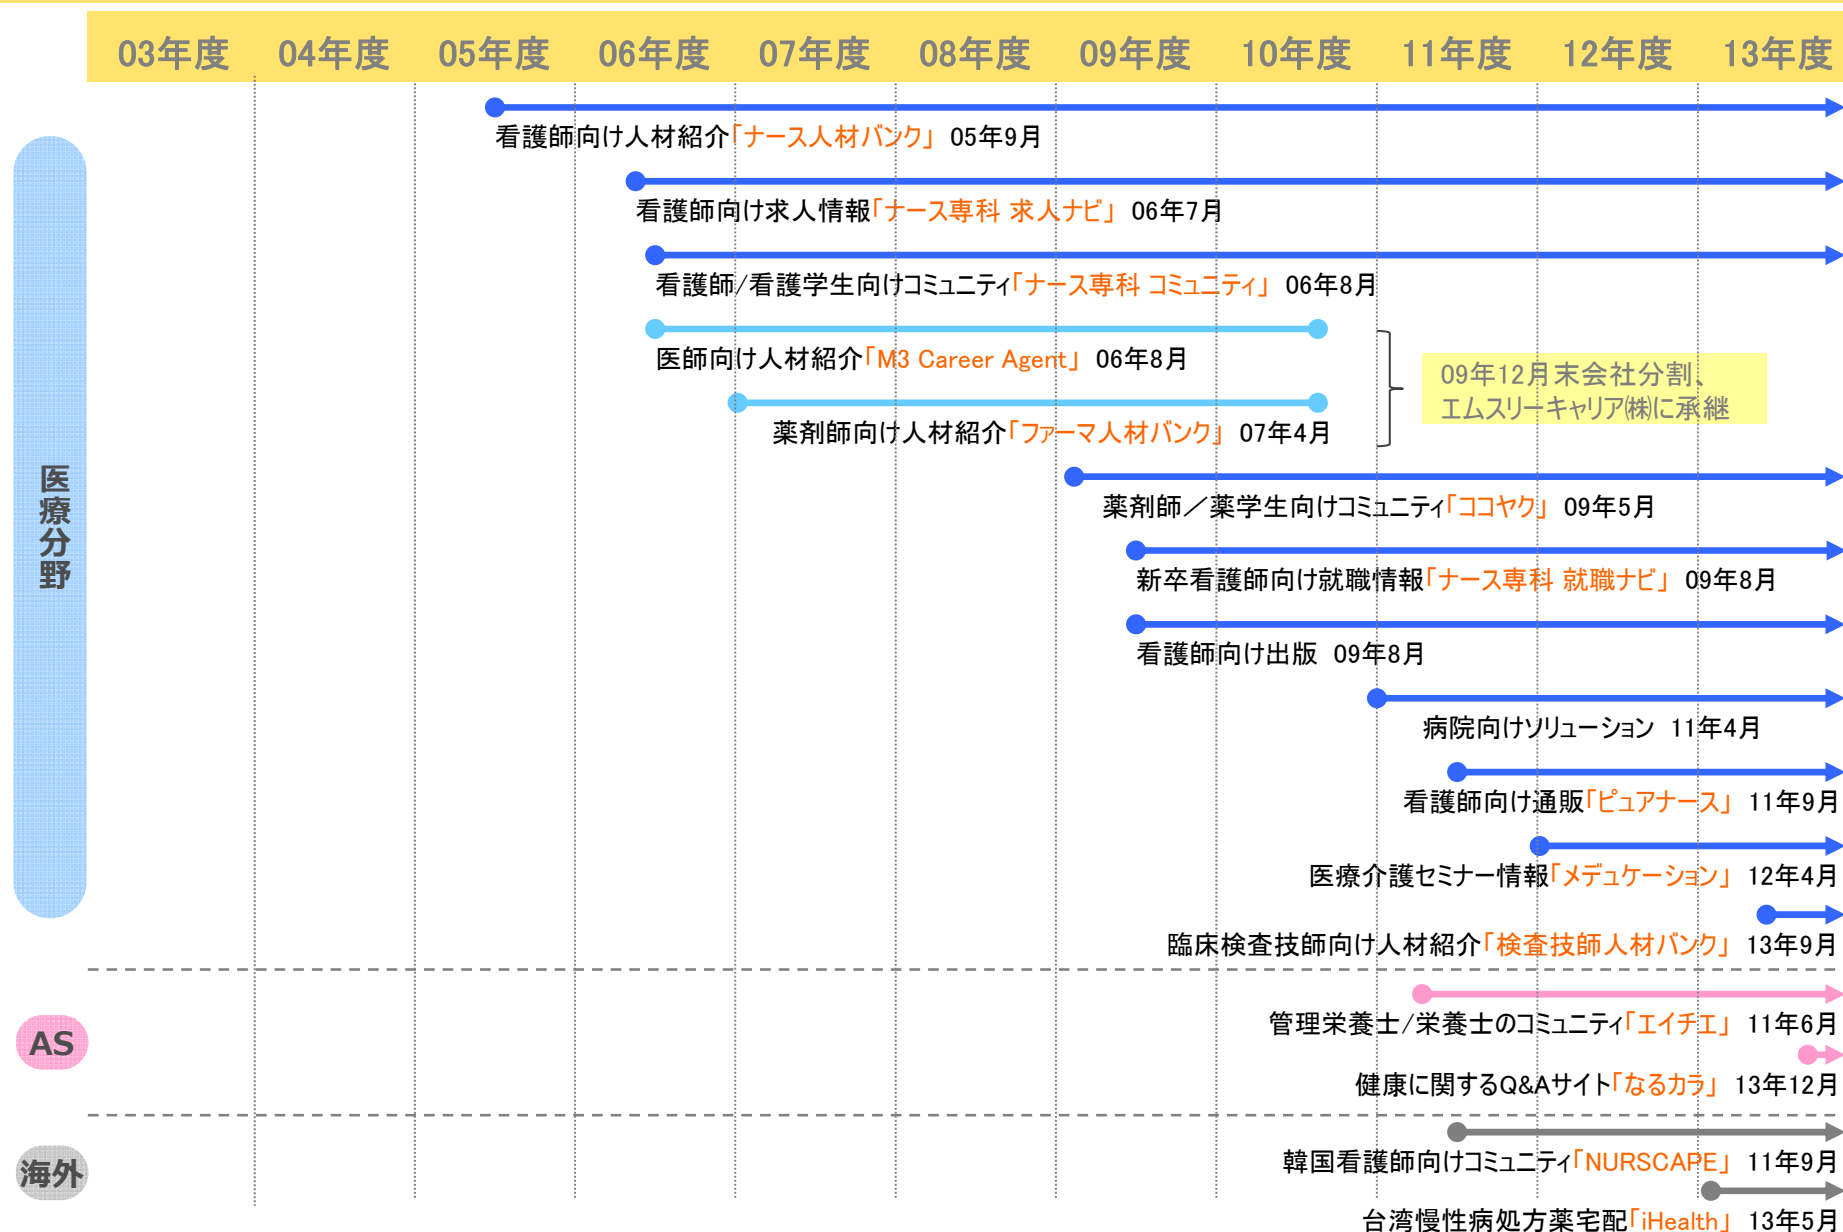 03年度 04年度 05年度 06年度 07年度 08年度 09年度 10年度 11年度 12年度 13年度
医療分野
看護師向け人材紹介「ナース人材バンク」 05年9月
看護師向け求人情報「ナース専科 求人ナビ」 06年7月
看護師/看護学生向けコミュニティ「ナース専科 コミュニティ」 06年8月
医師向け人材紹介「M3 Career Agent」 06年8月
薬剤師向け人材紹介「ファーマ人材バンク」 07年4月
09年12月末会社分割、
エムスリーキャリア㈱に承継
薬剤師／薬学生向けコミュニティ「ココヤク」 09年5月
新卒看護師向け就職情報「ナース専科 就職ナビ」 09年8月
看護師向け出版 09年8月
病院向けソリューション 11年4月
看護師向け通販「ピュアナース」 11年9月
医療介護セミナー情報「メデュケーション」 12年4月
臨床検査技師向け人材紹介「検査技師人材バンク」 13年9月
AS
管理栄養士/栄養士のコミュニティ「エイチエ」 11年6月
健康に関するQ&Aサイト「なるカラ」 13年12月
海外
韓国看護師向けコミュニティ「NURSCAPE」 11年9月
台湾慢性病処方薬宅配「iHealth」 13年5月